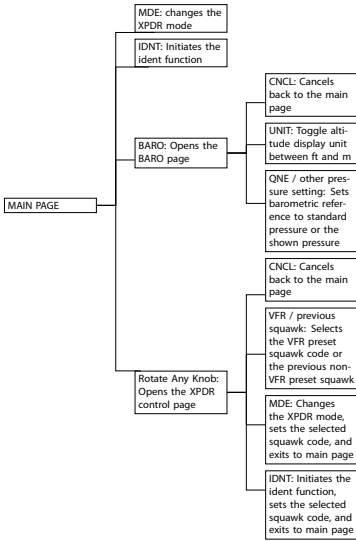 MDE: changes the
XPDR mode
IDNT: Initiates the
ident function
CNCL: Cancels
back to the main
page
BARO: Opens the
BARO page
UNIT: Toggle alti-
tude display unit
between ft and m
QNE / other pres-
sure setting: Sets
barometric refer-
ence to standard
pressure or the
shown pressure
MAIN PAGE
CNCL: Cancels
back to the main
page
VFR / previous
squawk: Selects
the VFR preset
squawk code or
the previous non-
VFR preset squawk
Rotate Any Knob:
Opens the XPDR
control page
MDE: Changes
the XPDR mode,
sets the selected
squawk code, and
exits to main page
IDNT: Initiates the
ident function,
sets the selected
squawk code, and
exits to main page